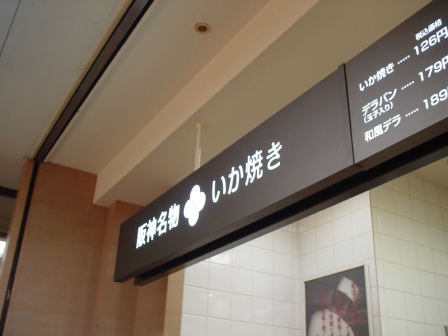 阪神名物 いか焼き
税込価格
いか焼き ····· 126円
デラバン ····· 179円
(玉子入り)
和風デラ ····· 189